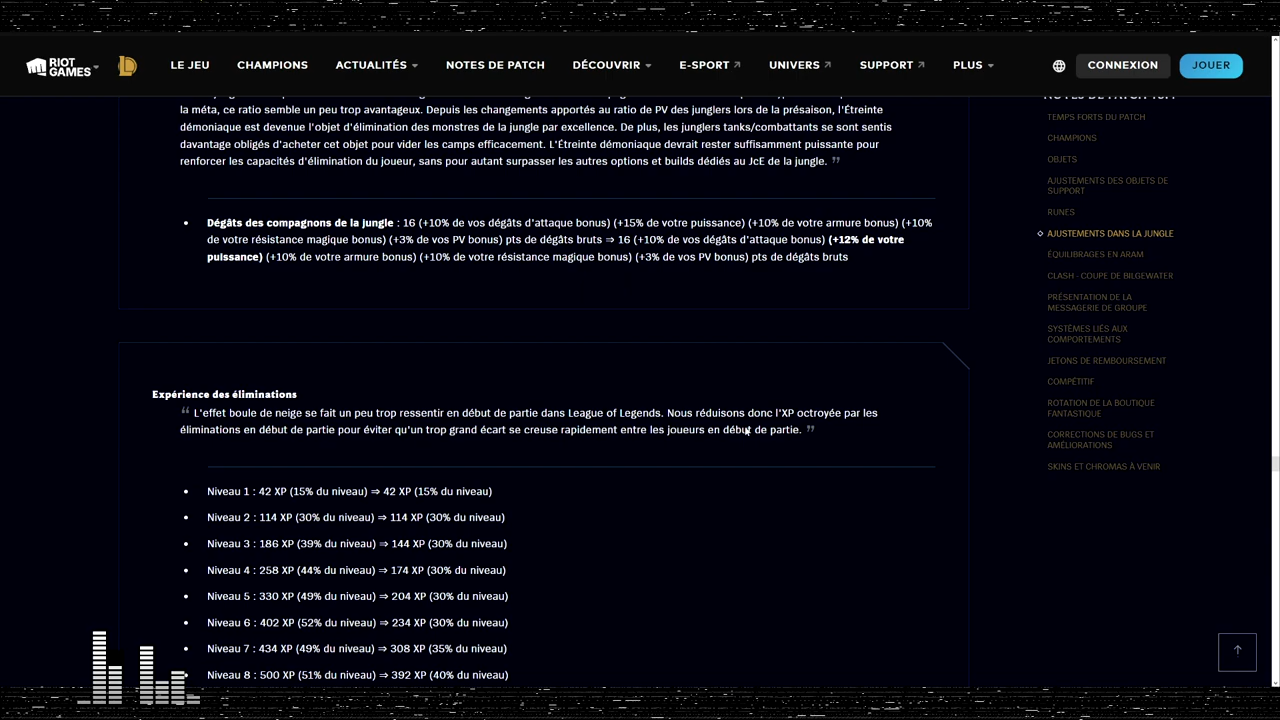 RIOT GAMES
LE JEU CHAMPIONS ACTUALITÉS NOTES DE PATCH DÉCOUVRIR E-SPORT UNIVERS SUPPORT PLUS CONNEXION JOUER
la méta, ce ratio semble un peu trop avantageux. Depuis les changements apportés au ratio de PV des junglers lors de la présaison, l'Étreinte
démoniaque est devenue l'objet d'élimination des monstres de la jungle par excellence. De plus, les junglers tanks/combattants se sont sentis
davantage obligés d'acheter cet objet pour vider les camps efficacement. L'Étreinte démoniaque devrait rester suffisamment puissante pour
renforcer les capacités d'élimination du joueur, sans pour autant surpasser les autres options et builds dédiés au JcE de la jungle. ”
• Dégâts des compagnons de la jungle : 16 (+10% de vos dégâts d'attaque bonus) (+15% de votre puissance) (+10% de votre armure bonus) (+10%
de votre résistance magique bonus) (+3% de vos PV bonus) pts de dégâts bruts ⇒ 16 (+10% de vos dégâts d'attaque bonus) (+12% de votre
puissance) (+10% de votre armure bonus) (+10% de votre résistance magique bonus) (+3% de vos PV bonus) pts de dégâts bruts
Expérience des éliminations
“ L'effet boule de neige se fait un peu trop ressentir en début de partie dans League of Legends. Nous réduisons donc l'XP octroyée par les
éliminations en début de partie pour éviter qu'un trop grand écart se creuse rapidement entre les joueurs en début de partie. ”
• Niveau 1 : 42 XP (15% du niveau) ⇒ 42 XP (15% du niveau)
• Niveau 2 : 114 XP (30% du niveau) ⇒ 114 XP (30% du niveau)
• Niveau 3 : 186 XP (39% du niveau) ⇒ 144 XP (30% du niveau)
• Niveau 4 : 258 XP (44% du niveau) ⇒ 174 XP (30% du niveau)
• Niveau 5 : 330 XP (49% du niveau) ⇒ 204 XP (30% du niveau)
• Niveau 6 : 402 XP (52% du niveau) ⇒ 234 XP (30% du niveau)
• Niveau 7 : 434 XP (49% du niveau) ⇒ 308 XP (35% du niveau)
• Niveau 8 : 500 XP (51% du niveau) ⇒ 392 XP (40% du niveau)
TEMPS FORTS DU PATCH
CHAMPIONS
OBJETS
AJUSTEMENTS DES OBJETS DE
SUPPORT
RUNES
AJUSTEMENTS DANS LA JUNGLE
ÉQUILIBRAGES EN ARAM
CLASH - COUPE DE BILGEWATER
PRÉSENTATION DE LA
MESSAGERIE DE GROUPE
SYSTÈMES LIÉS AUX
COMPORTEMENTS
JETONS DE REMBOURSEMENT
COMPÉTITIF
ROTATION DE LA BOUTIQUE
FANTASTIQUE
CORRECTIONS DE BUGS ET
AMÉLIORATIONS
SKINS ET CHROMAS À VENIR